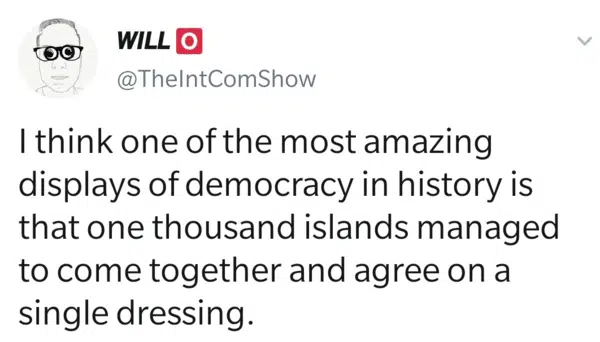 WILL 🅾
@TheIntComShow
I think one of the most amazing
displays of democracy in history is
that one thousand islands managed
to come together and agree on a
single dressing.